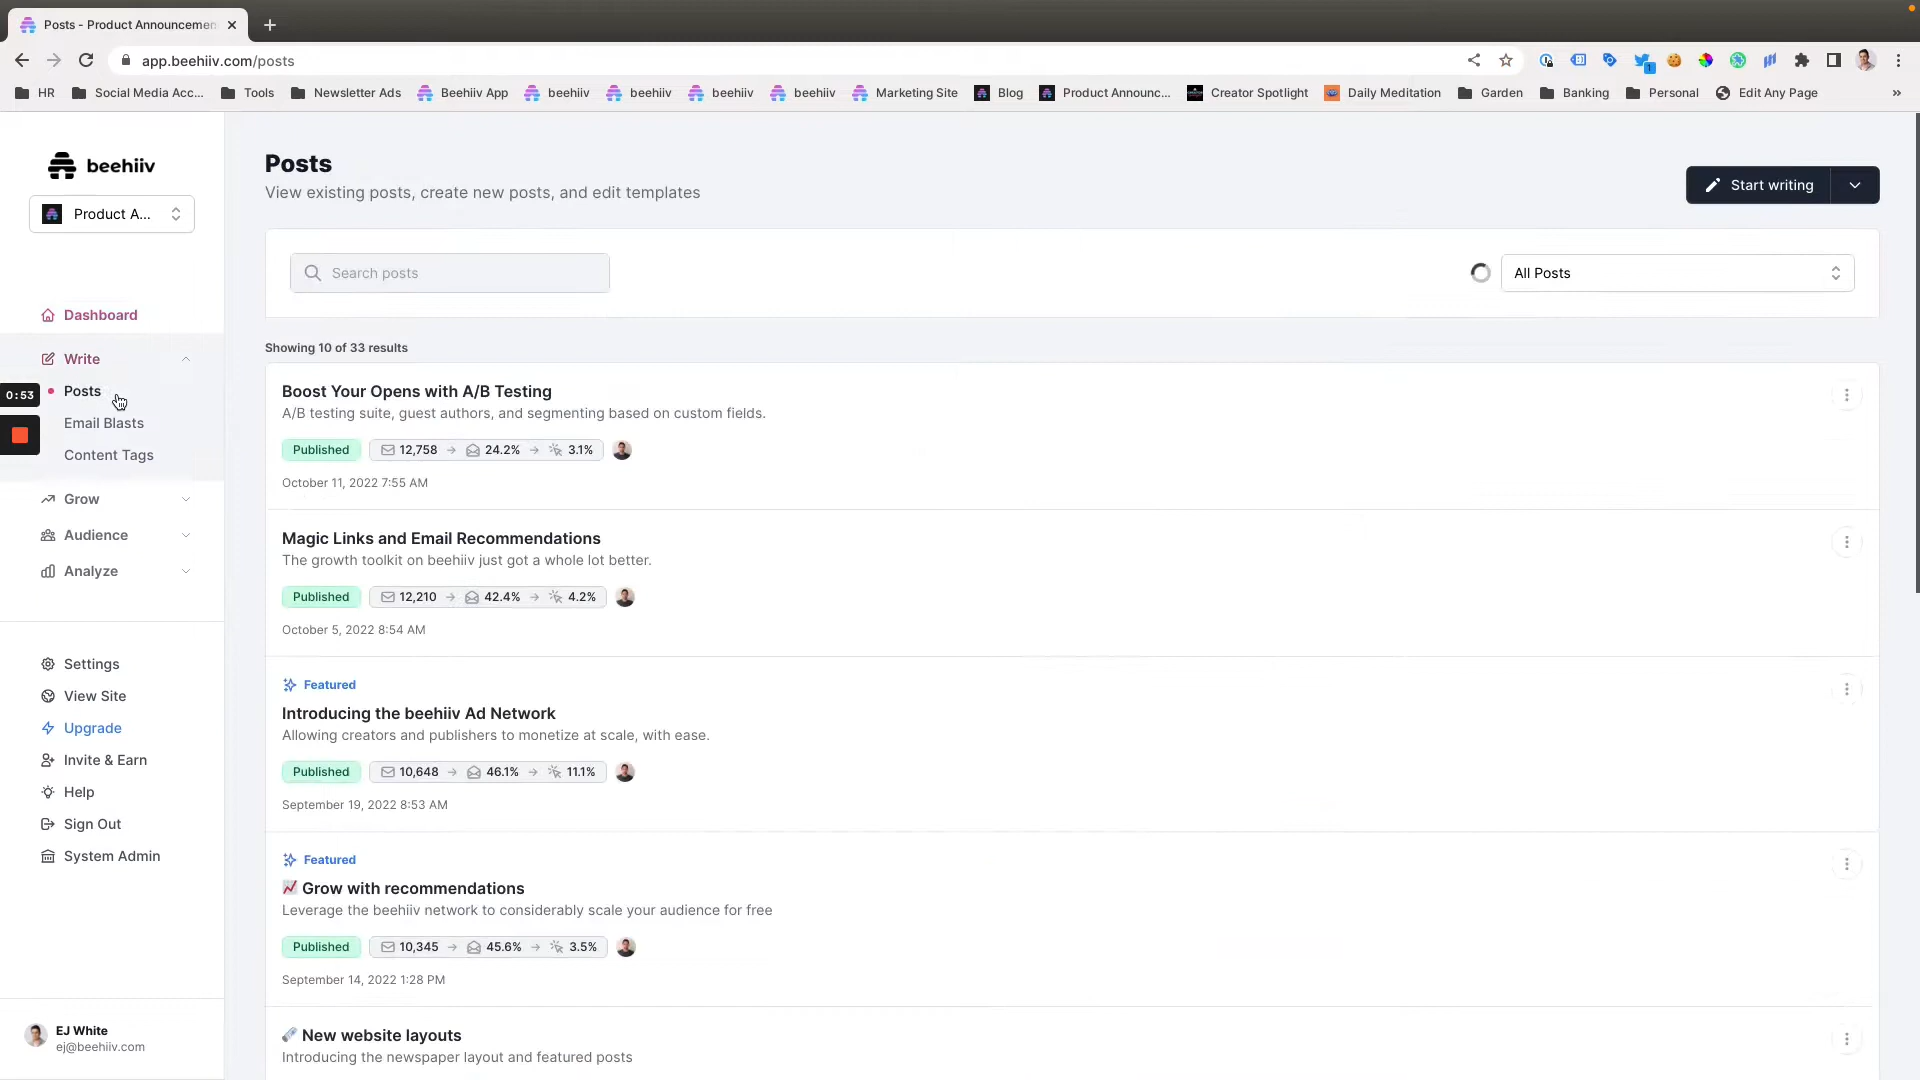 Posts - Product Announcemen
app.beehiiv.com/posts
HR
Social Media Acc...
Tools
Newsletter Ads
Beehiiv App
beehiiv
beehiiv
beehiiv
beehiiv
Marketing Site
Blog
Product Announc...
Creator Spotlight
Daily Meditation
Garden
Banking
Personal
Edit Any Page
»
beehiiv
Product A...
Dashboard
Write
Posts
0:53
Email Blasts
Content Tags
Grow
Audience
Analyze
Settings
View Site
Upgrade
Invite & Earn
Help
Sign Out
System Admin
EJ White
ej@beehiiv.com
Posts
View existing posts, create new posts, and edit templates
Start writing
Search posts
All Posts
Showing 10 of 33 results
Boost Your Opens with A/B Testing
A/B testing suite, guest authors, and segmenting based on custom fields.
Published 12,758 → 24.2% → 3.1%
October 11, 2022 7:55 AM
Magic Links and Email Recommendations
The growth toolkit on beehiiv just got a whole lot better.
Published 12,210 → 42.4% → 4.2%
October 5, 2022 8:54 AM
Featured
Introducing the beehiiv Ad Network
Allowing creators and publishers to monetize at scale, with ease.
Published 10,648 → 46.1% → 11.1%
September 19, 2022 8:53 AM
Featured
📈 Grow with recommendations
Leverage the beehiiv network to considerably scale your audience for free
Published 10,345 → 45.6% → 3.5%
September 14, 2022 1:28 PM
🗞️ New website layouts
Introducing the newspaper layout and featured posts